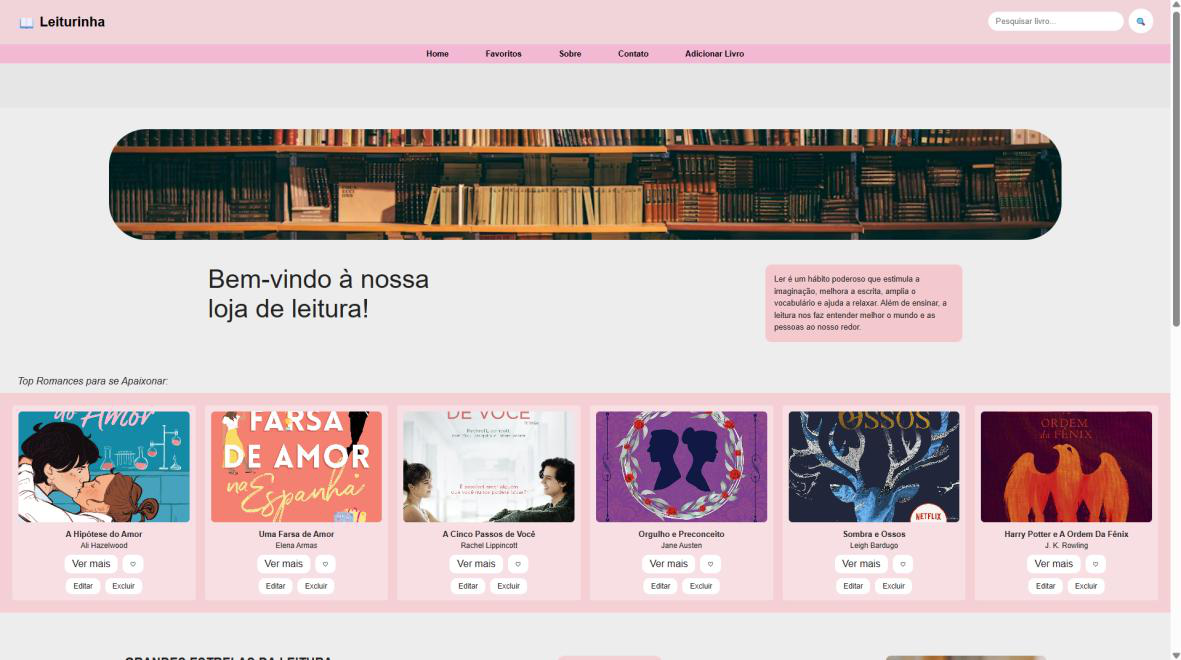 Leiturinha
Pesquisar livro...
Home Favoritos Sobre Contato Adicionar Livro
Bem-vindo à nossa
loja de leitura!
Ler é um hábito poderoso que estimula a
imaginação, melhora a escrita, amplia o
vocabulário e ajuda a relaxar. Além de ensinar, a
leitura nos faz entender melhor o mundo e as
pessoas ao nosso redor.
Top Romances para se Apaixonar:
do Amor
A Hipótese do Amor
Ali Hazelwood
Ver mais
Editar Excluir
FARSA
DE AMOR
na Espanha
Uma Farsa de Amor
Elena Armas
Ver mais
Editar Excluir
DE VOCÊ
A Cinco Passos de Você
Rachel Lippincott
Ver mais
Editar Excluir
Orgulho e Preconceito
Jane Austen
Ver mais
Editar Excluir
OSSOS
NETFLIX
Sombra e Ossos
Leigh Bardugo
Ver mais
Editar Excluir
ORDEM
da FÊNIX
Harry Potter e A Ordem Da Fênix
J. K. Rowling
Ver mais
Editar Excluir
GRANDES ESTRELAS DA LEITURA